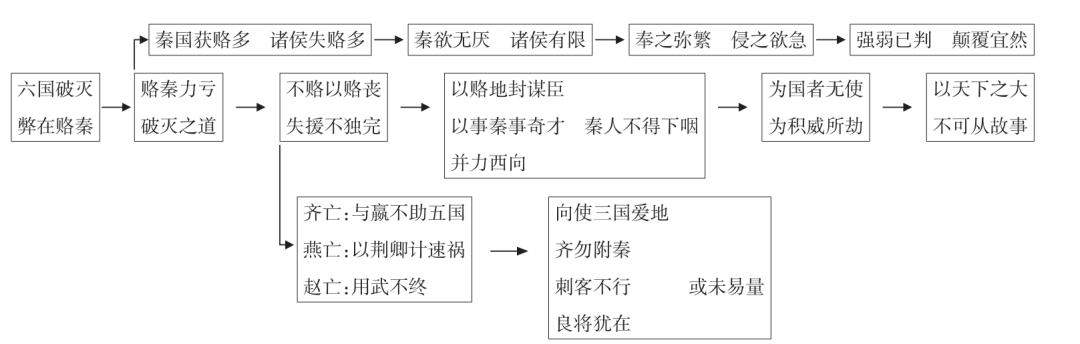 秦国获赂多　诸侯失赂多
秦欲无厌　诸侯有限
奉之弥繁　侵之欲急
强弱已判　颠覆宜然
六国破灭
弊在赂秦
赂秦力亏
破灭之道
不赂以赂丧
失援不独完
以赂地封谋臣
以事秦事奇才　秦人不得下咽
并力西向
为国者无使
为积威所劫
以天下之大
不可从故事
齐亡:与嬴不助五国
燕亡:以荆卿计速祸
赵亡:用武不终
向使三国爱地
齐勿附秦
刺客不行　或未易量
良将犹在